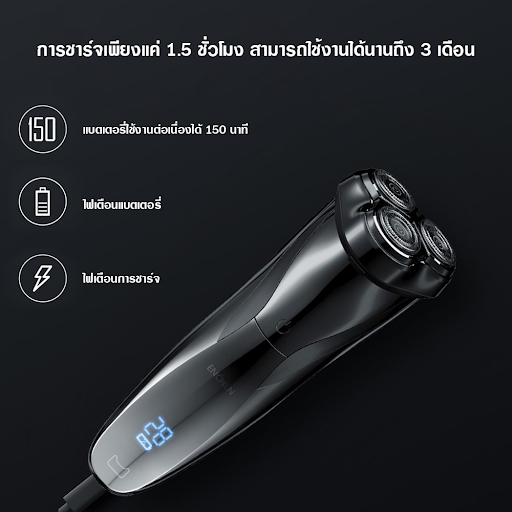 การชาร์จเพียงแค่ 1.5 ชั่วโมง สามารถใช้งานได้นานถึง 3 เดือน
150
แบตเตอรี่ใช้งานต่อเนื่องได้ 150 นาที
ไฟเตือนแบตเตอรี่
ไฟเตือนการชาร์จ
ENCHEN
28